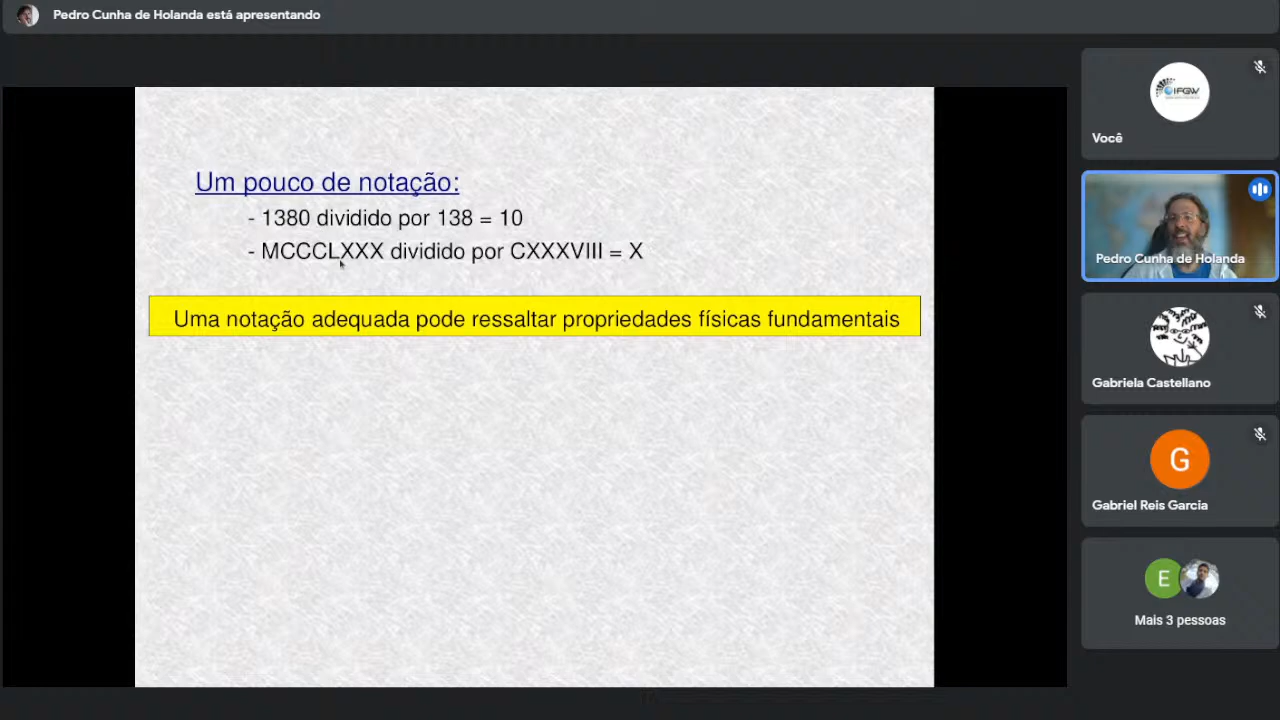 Pedro Cunha de Holanda está apresentando
Um pouco de notação:
- 1380 dividido por 138 = 10
- MCCCLXXX dividido por CXXXVIII = X
Uma notação adequada pode ressaltar propriedades físicas fundamentais
IFGW
Você
Pedro Cunha de Holanda
Gabriela Castellano
G
Gabriel Reis Garcia
E
Mais 3 pessoas